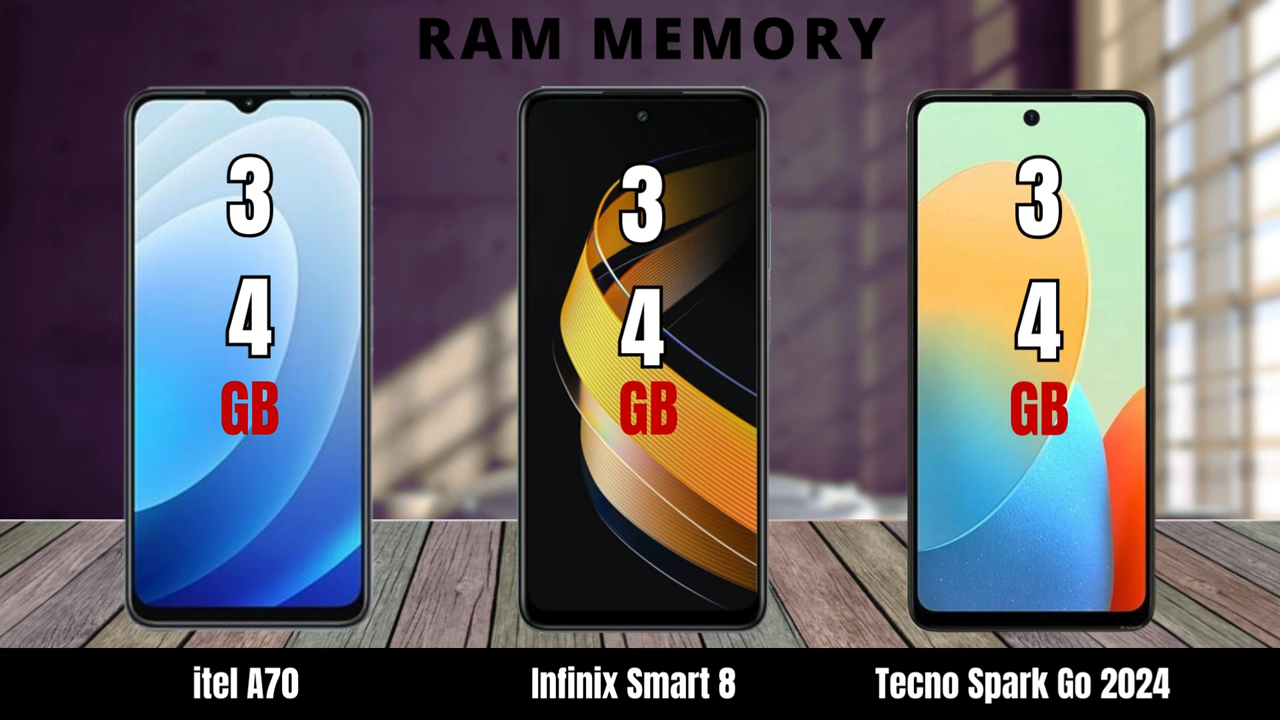 RAM MEMORY
3
4
GB
3
4
GB
3
4
GB
itel A70
Infinix Smart 8
Tecno Spark Go 2024